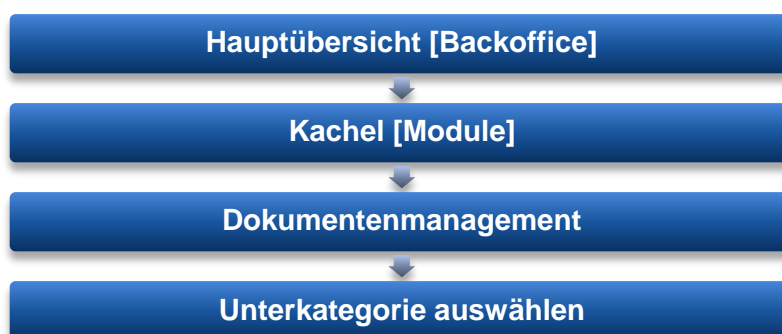 Hauptübersicht [Backoffice]
Kachel [Module]
Dokumentenmanagement
Unterkategorie auswählen